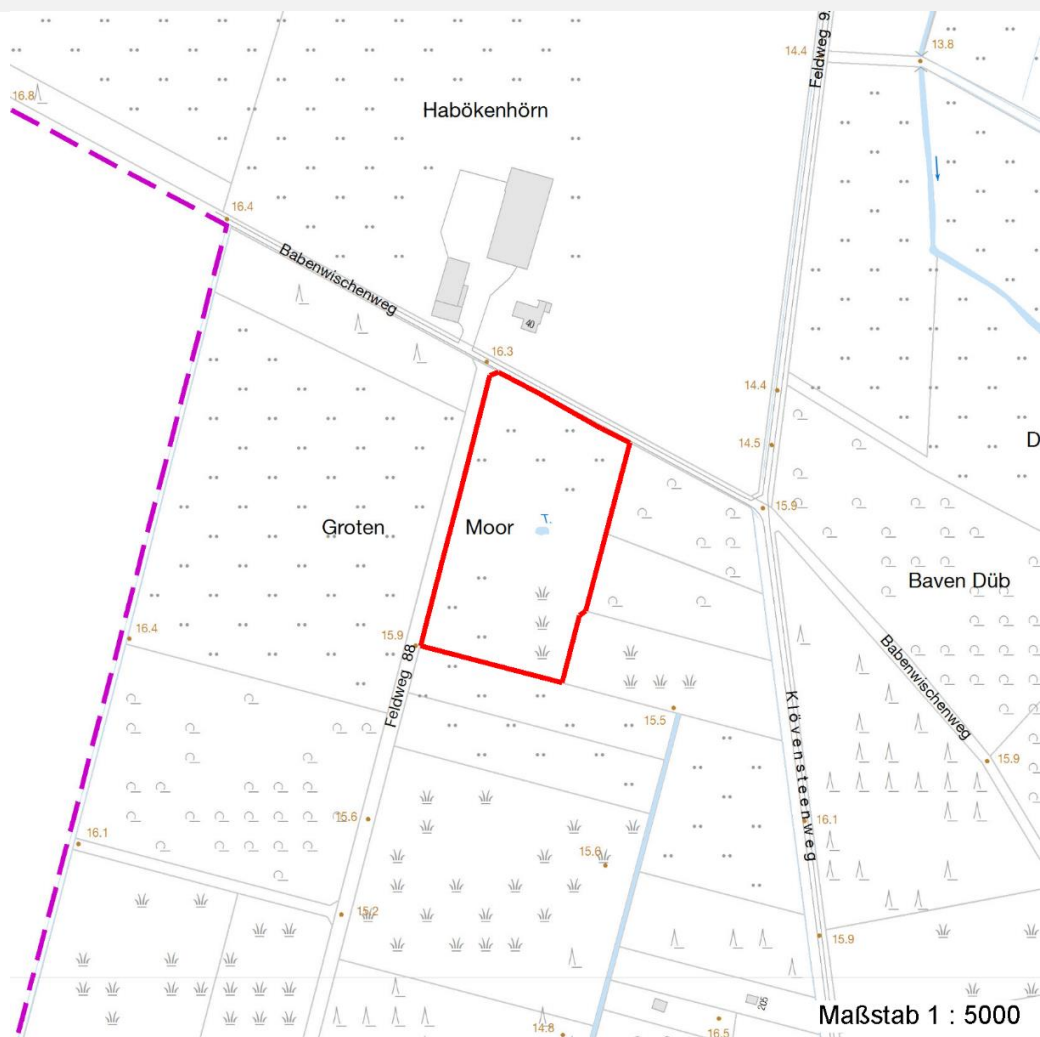 Feldweg 9
14.4
13.8
16.8
Habökenhörn
16.4
Babenwischenweg
40
16.3
14.4
14.5
D
15.9
T.
Groten
Moor
Baven Düb
16.4
15.9
Feldweg 88
Babenwischenweg
15.5
Klövensteenweg
15.9
16.1
15.6
16.1
15.6
15.2
15.9
205
14.8
16.5
Maßstab 1 : 5000